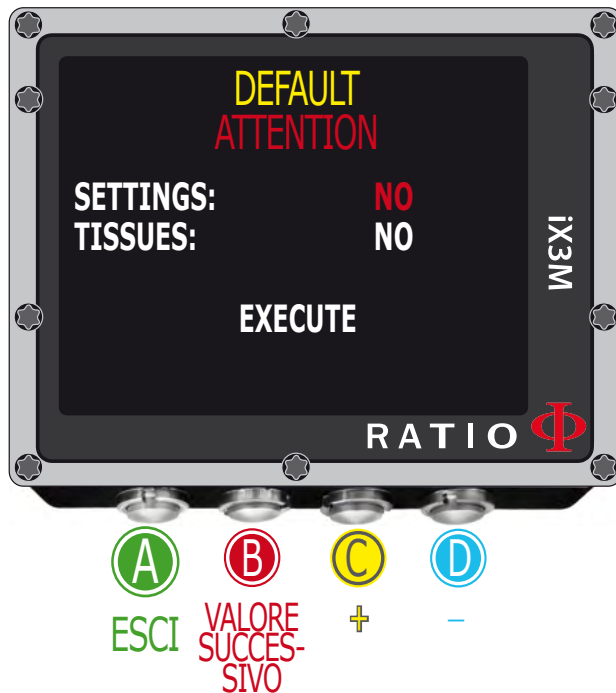 DEFAULT
ATTENTION
SETTINGS: NO
TISSUES: NO
EXECUTE
iX3M
RATIO Φ
A B C D
ESCI
VALORE
SUCCES-
SIVO
+ -